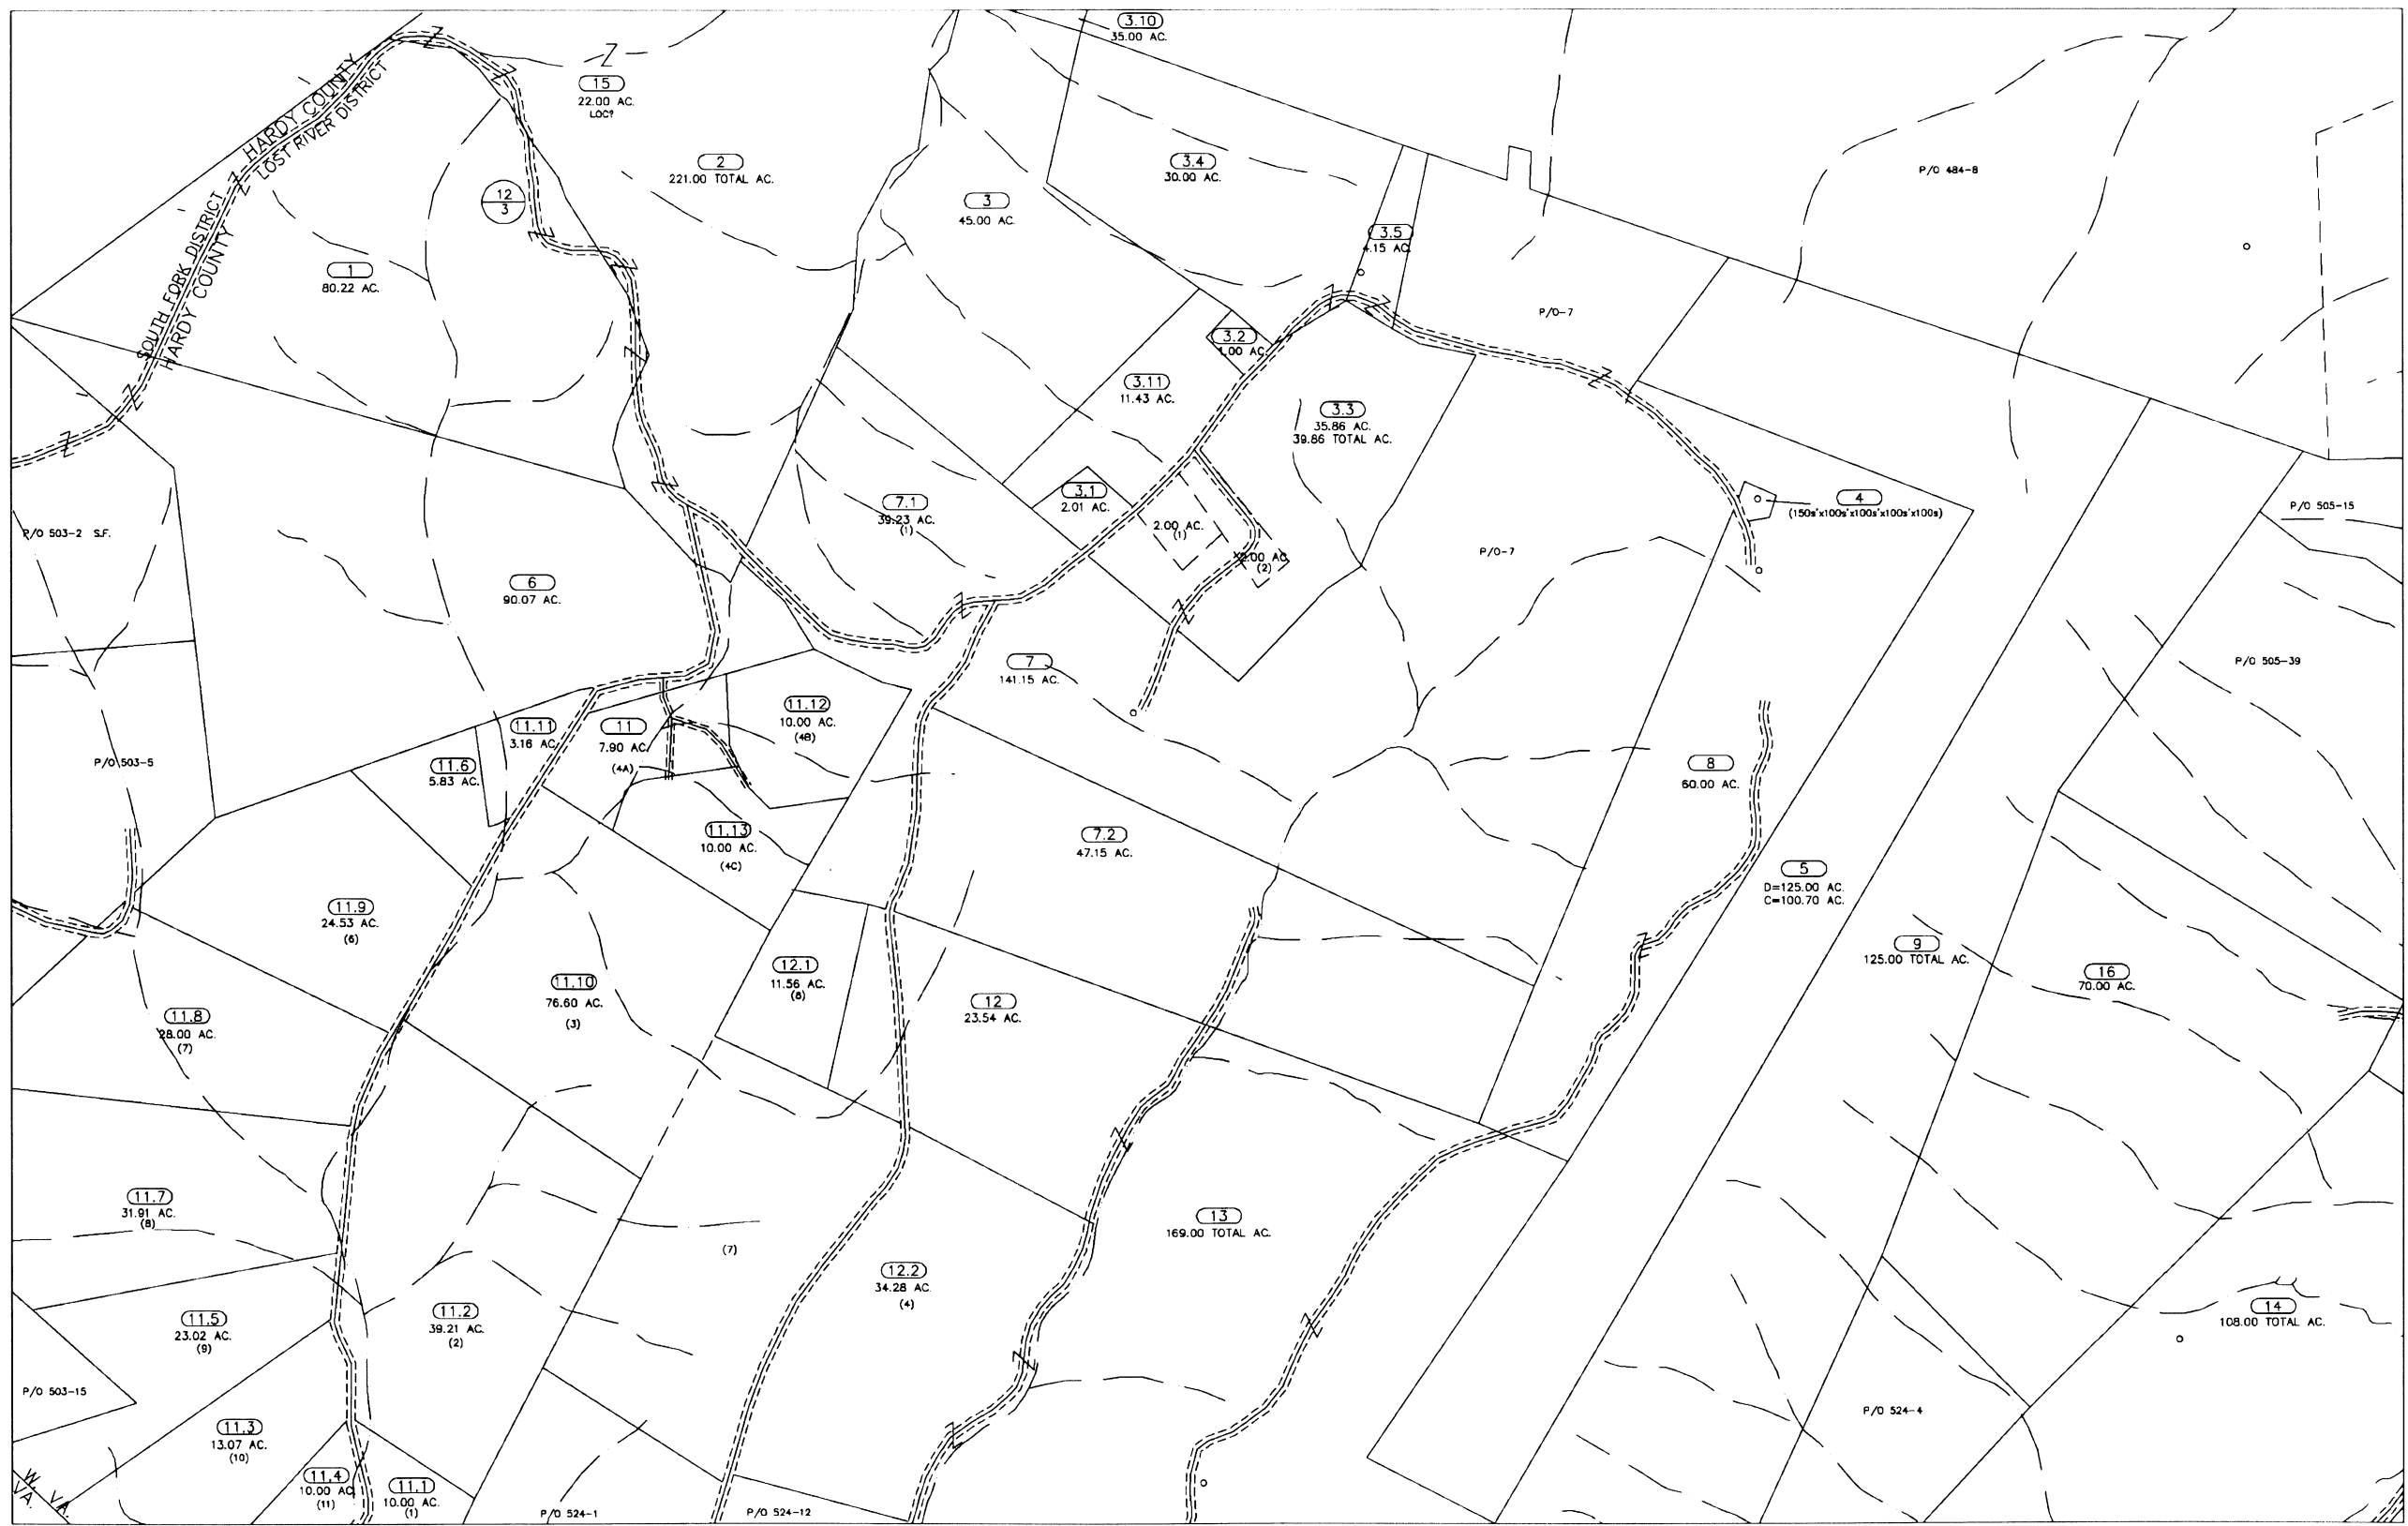 3.10
35.00 AC.
HARDY COUNTY
LOST RIVER DISTRICT
15
22.00 AC.
LOC?
2
221.00 TOTAL AC.
3.4
30.00 AC.
P/O 484-8
12
3
3
45.00 AC.
SOUTH FORK DISTRICT
HARDY COUNTY
3.5
4.15 AC.
1
80.22 AC.
P/O-7
3.2
1.00 AC.
3.11
11.43 AC.
3.3
35.86 AC.
39.86 TOTAL AC.
3.1
2.01 AC.
4
(150s'x100s'x100s'x100s'x100s)
P/O 505-15
7.1
39.23 AC.
(1)
2.00 AC.
(1)
P/O 503-2 S.F.
2.00 AC.
(2)
P/O-7
6
90.07 AC.
7
141.15 AC.
P/O 505-39
11.12
10.00 AC.
(4B)
11.11
3.16 AC.
11
7.90 AC.
(4A)
P/O 503-5
11.6
5.83 AC.
8
60.00 AC.
11.13
10.00 AC.
(4C)
7.2
47.15 AC.
5
D=125.00 AC.
C=100.70 AC.
11.9
24.53 AC.
(6)
9
125.00 TOTAL AC.
12.1
11.56 AC.
(8)
16
70.00 AC.
11.10
76.60 AC.
(3)
12
23.54 AC.
11.8
28.00 AC.
(7)
11.7
31.91 AC.
(8)
13
169.00 TOTAL AC.
(7)
12.2
34.28 AC.
(4)
11.5
23.02 AC.
(9)
11.2
39.21 AC.
(2)
14
108.00 TOTAL AC.
P/O 503-15
P/O 524-4
11.3
13.07 AC.
(10)
W. VA.
VA.
11.4
10.00 AC.
(11)
11.1
10.00 AC.
(1)
P/O 524-1
P/O 524-12